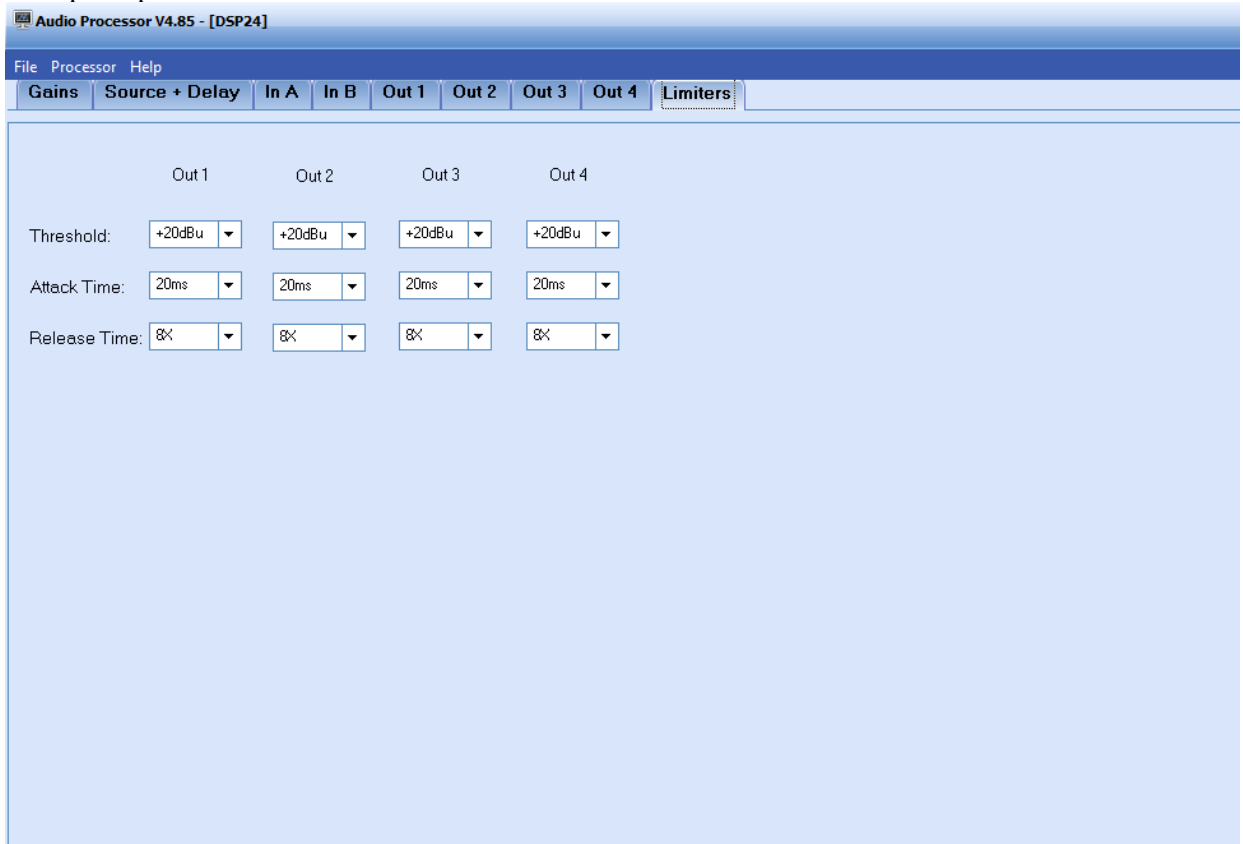 Audio Processor V4.85 - [DSP24]
File Processor Help
Gains Source + Delay In A In B Out 1 Out 2 Out 3 Out 4 Limiters
Out 1 Out 2 Out 3 Out 4
Threshold: +20dBu +20dBu +20dBu +20dBu
Attack Time: 20ms 20ms 20ms 20ms
Release Time: 8X 8X 8X 8X